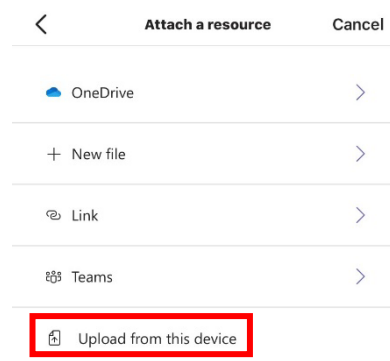 Attach a resource Cancel
OneDrive
New file
Link
Teams
Upload from this device